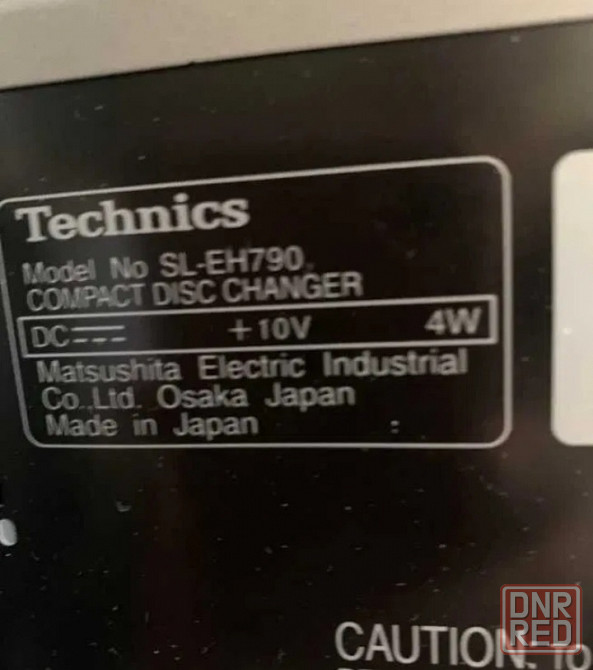 Technics
Model No SL-EH790
COMPACT DISC CHANGER
DC +10V 4W
Matsushita Electric Industrial
Co.,Ltd. Osaka Japan
Made in Japan
CAUTION-TO
DNR
RED